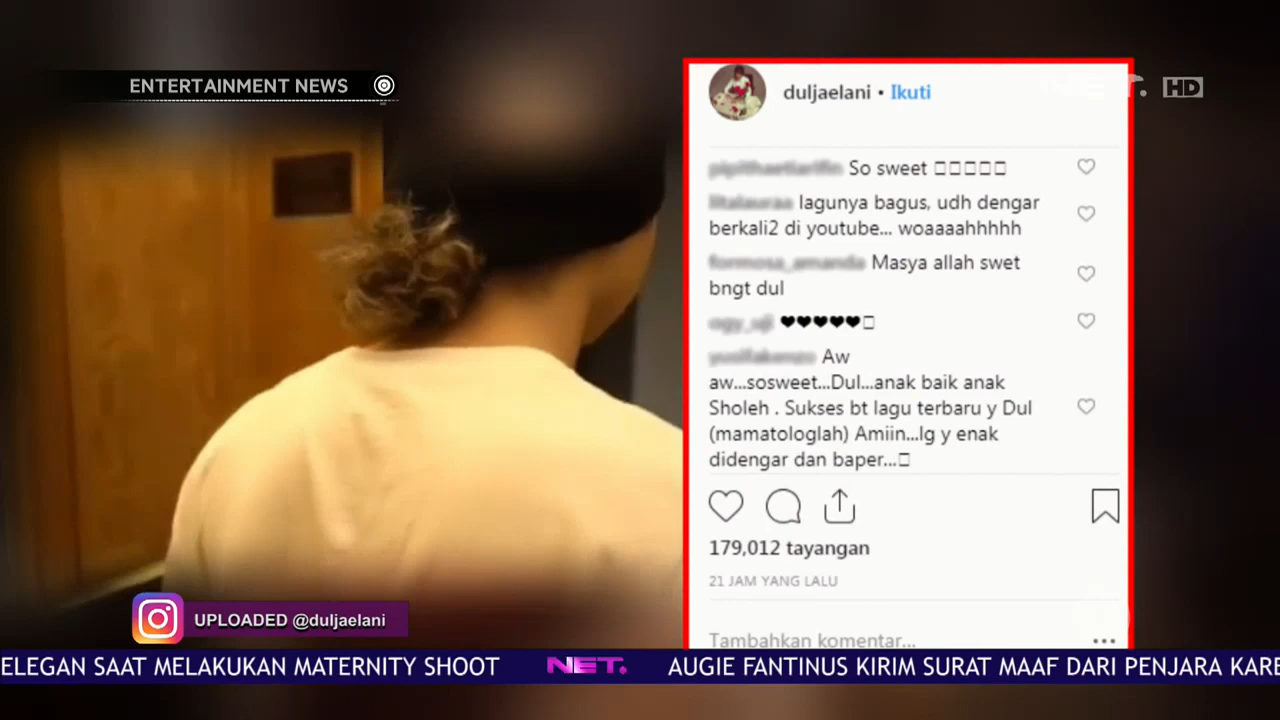 ENTERTAINMENT NEWS
HD
duljaelani • Ikuti
So sweet
lagunya bagus, udh dengar
berkali2 di youtube... woaaaahhhhh
Masya allah swet
bngt dul
♥♥♥♥♥
Aw
aw...sosweet...Dul...anak baik anak
Sholeh . Sukses bt lagu terbaru y Dul
(mamatologlah) Amiin...lg y enak
didengar dan baper...
179,012 tayangan
21 JAM YANG LALU
Tambahkan komentar...
UPLOADED @duljaelani
ELEGAN SAAT MELAKUKAN MATERNITY SHOOT NET. AUGIE FANTINUS KIRIM SURAT MAAF DARI PENJARA KARE